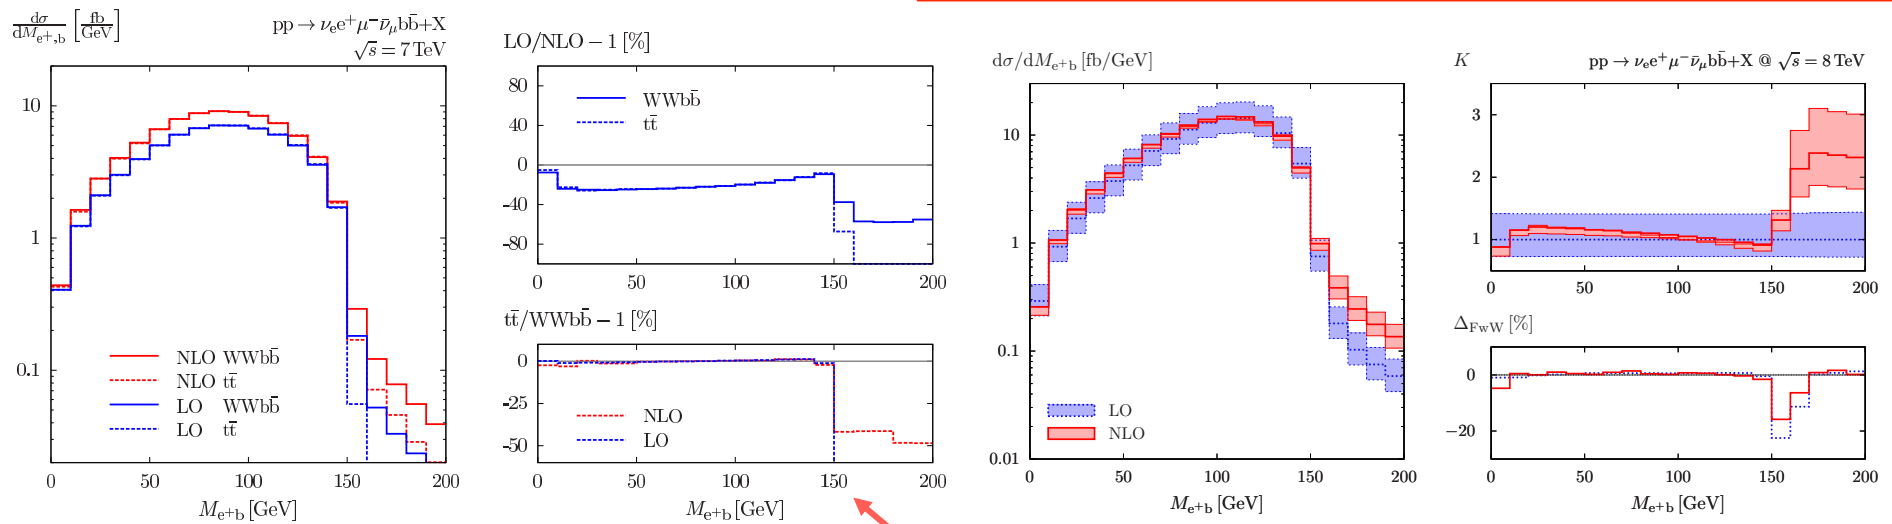 dσ/dM_{e⁺,b} [fb/GeV]
pp → ν_e e⁺ μ⁻ ν̄_μ b b̄+X
√s = 7 TeV
10
1
0.1
NLO WWbb̄
NLO tt̄
LO WWbb̄
LO tt̄
0 50 100 150 200
M_{e⁺b} [GeV]
LO/NLO − 1 [%]
80
40
0
−40
−80
WWbb̄
tt̄
0 50 100 150 200
tt̄/WWbb̄ − 1 [%]
0
−25
−50
NLO
LO
0 50 100 150 200
M_{e⁺b} [GeV]
dσ/dM_{e⁺b} [fb/GeV]
10
1
0.1
0.01
LO
NLO
0 50 100 150 200
M_{e⁺b} [GeV]
K
pp → ν_e e⁺ μ⁻ ν̄_μ b b̄+X @ √s = 8 TeV
3
2
1
0 50 100 150 200
Δ_{FwW} [%]
0
−20
0 50 100 150 200
M_{e⁺b} [GeV]